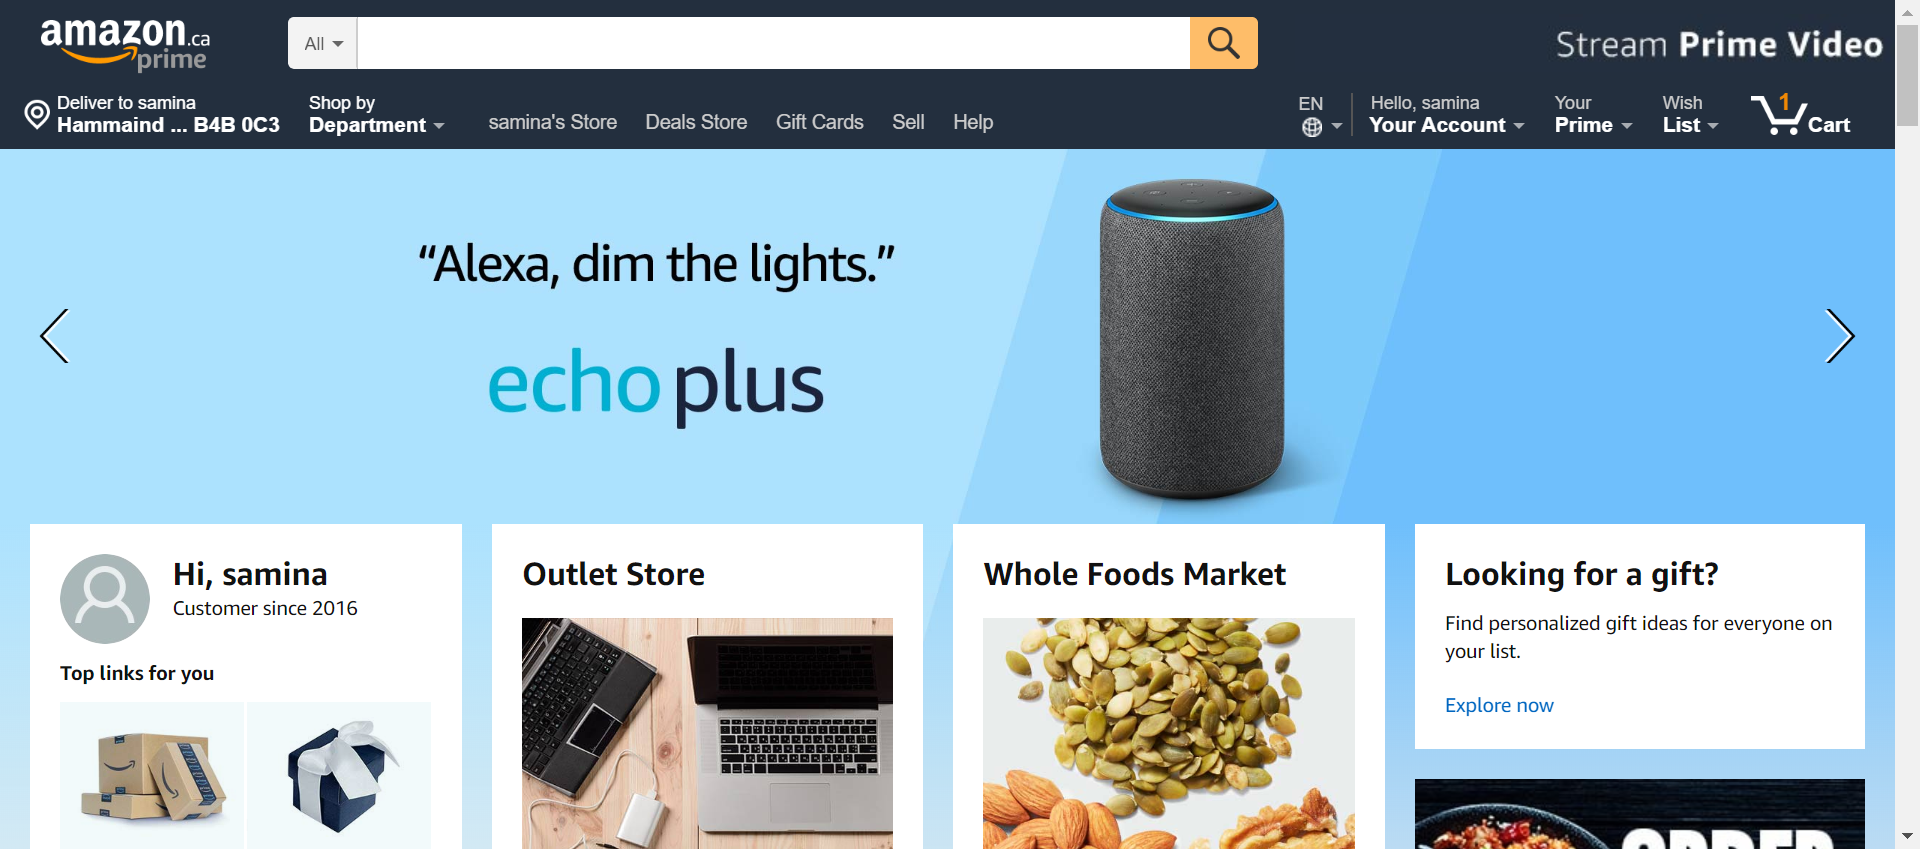 amazon.ca
prime
All
Stream Prime Video
Deliver to samina
Hammaind ... B4B 0C3
Shop by
Department
samina's Store
Deals Store
Gift Cards
Sell
Help
EN
Hello, samina
Your Account
Your
Prime
Wish
List
1
Cart
“Alexa, dim the lights.”
echo plus
Hi, samina
Customer since 2016
Top links for you
Outlet Store
Whole Foods Market
Looking for a gift?
Find personalized gift ideas for everyone on
your list.
Explore now
ORDER